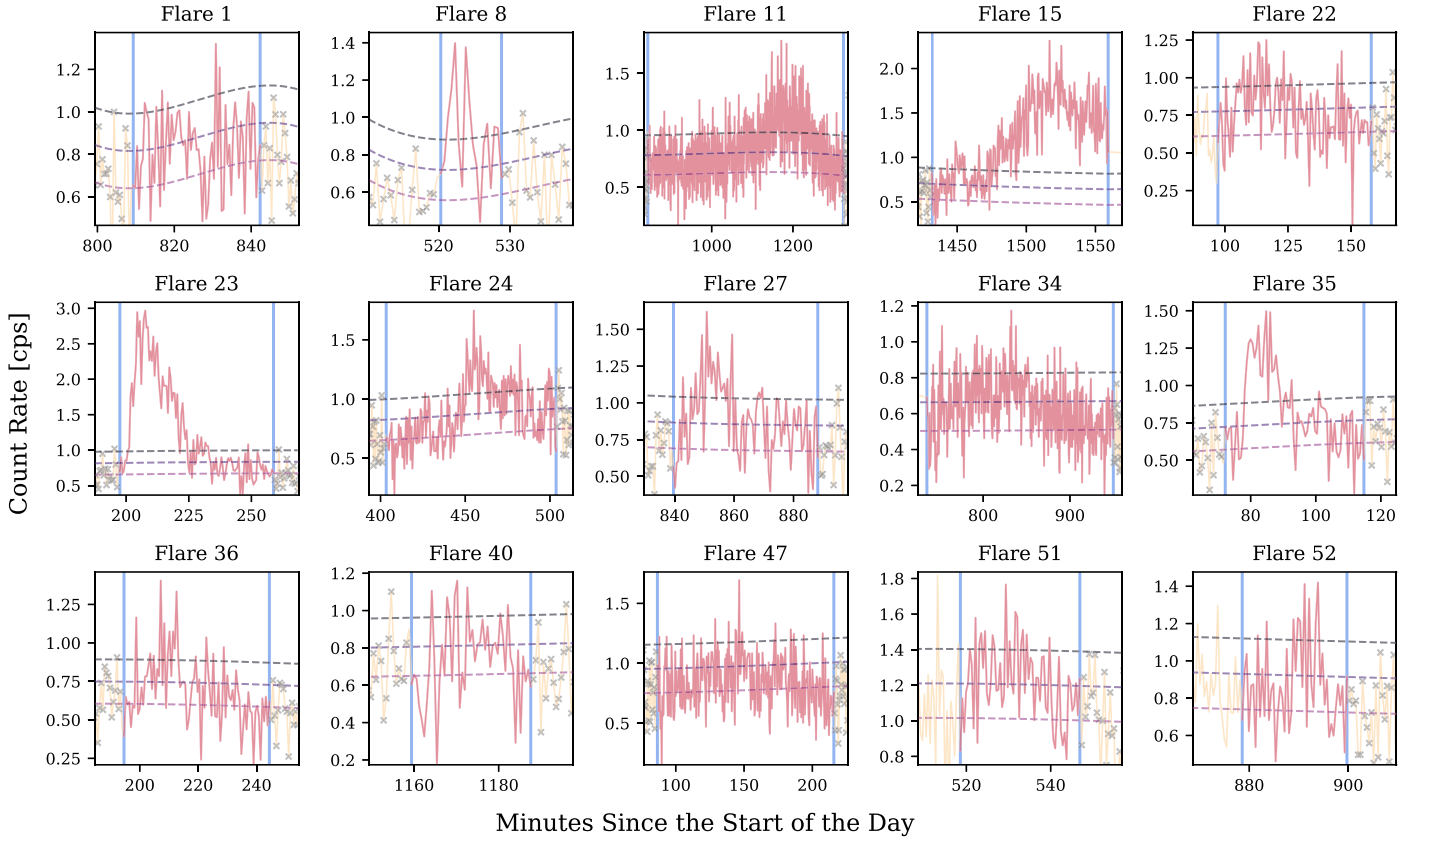 Flare 1
Flare 8
Flare 11
Flare 15
Flare 22
1.2
1.0
0.8
0.6
800 820 840
1.4
1.2
1.0
0.8
0.6
520 530
1.5
1.0
0.5
1000 1200
2.0
1.5
1.0
0.5
1450 1500 1550
1.25
1.00
0.75
0.50
0.25
100 125 150
Flare 23
Flare 24
Flare 27
Flare 34
Flare 35
3.0
2.5
2.0
1.5
1.0
0.5
200 225 250
1.5
1.0
0.5
400 450 500
1.50
1.25
1.00
0.75
0.50
840 860 880
1.2
1.0
0.8
0.6
0.4
0.2
800 900
1.50
1.25
1.00
0.75
0.50
80 100 120
Flare 36
Flare 40
Flare 47
Flare 51
Flare 52
1.25
1.00
0.75
0.50
0.25
200 220 240
1.2
1.0
0.8
0.6
0.4
0.2
1160 1180
1.5
1.0
0.5
100 150 200
1.8
1.6
1.4
1.2
1.0
0.8
520 540
1.4
1.2
1.0
0.8
0.6
880 900
Count Rate [cps]
Minutes Since the Start of the Day